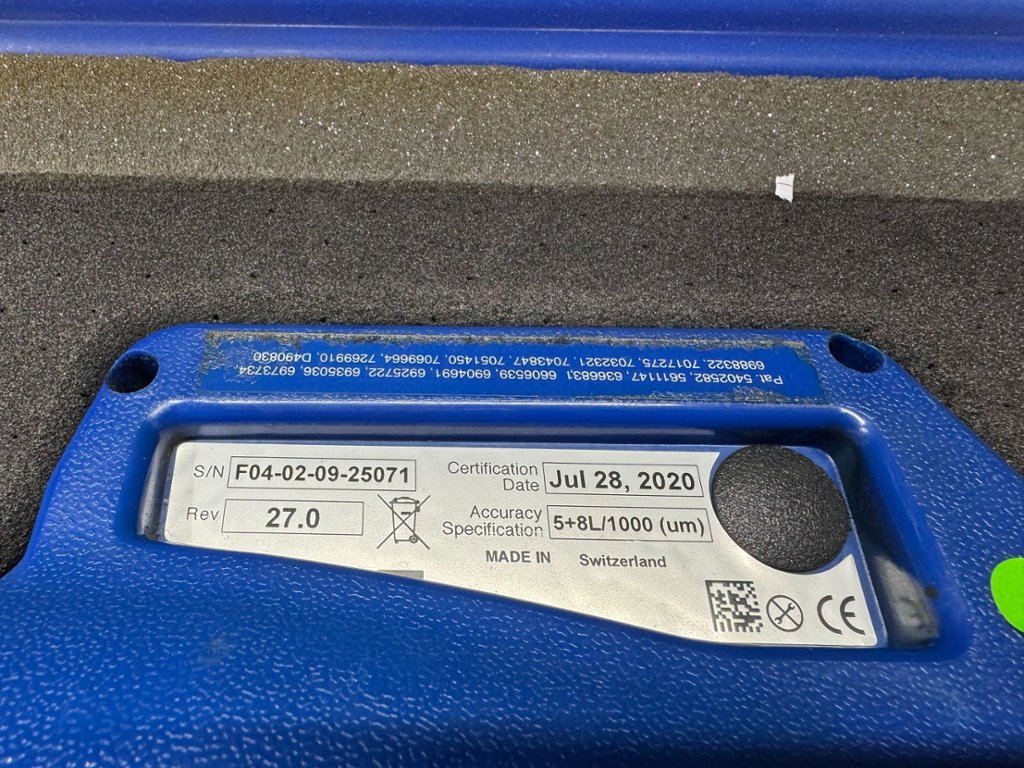 Pat. 5402582, 5611147, 6366831, 6606539, 6904691, 6925722, 6935036, 6973734,
6988322, 7017275, 7032321, 7043847, 7051450, 7069664, 7269910, D490830
S/N F04-02-09-25071
Certification Date Jul 28, 2020
Rev 27.0
Accuracy Specification 5+8L/1000 (um)
MADE IN Switzerland
CE